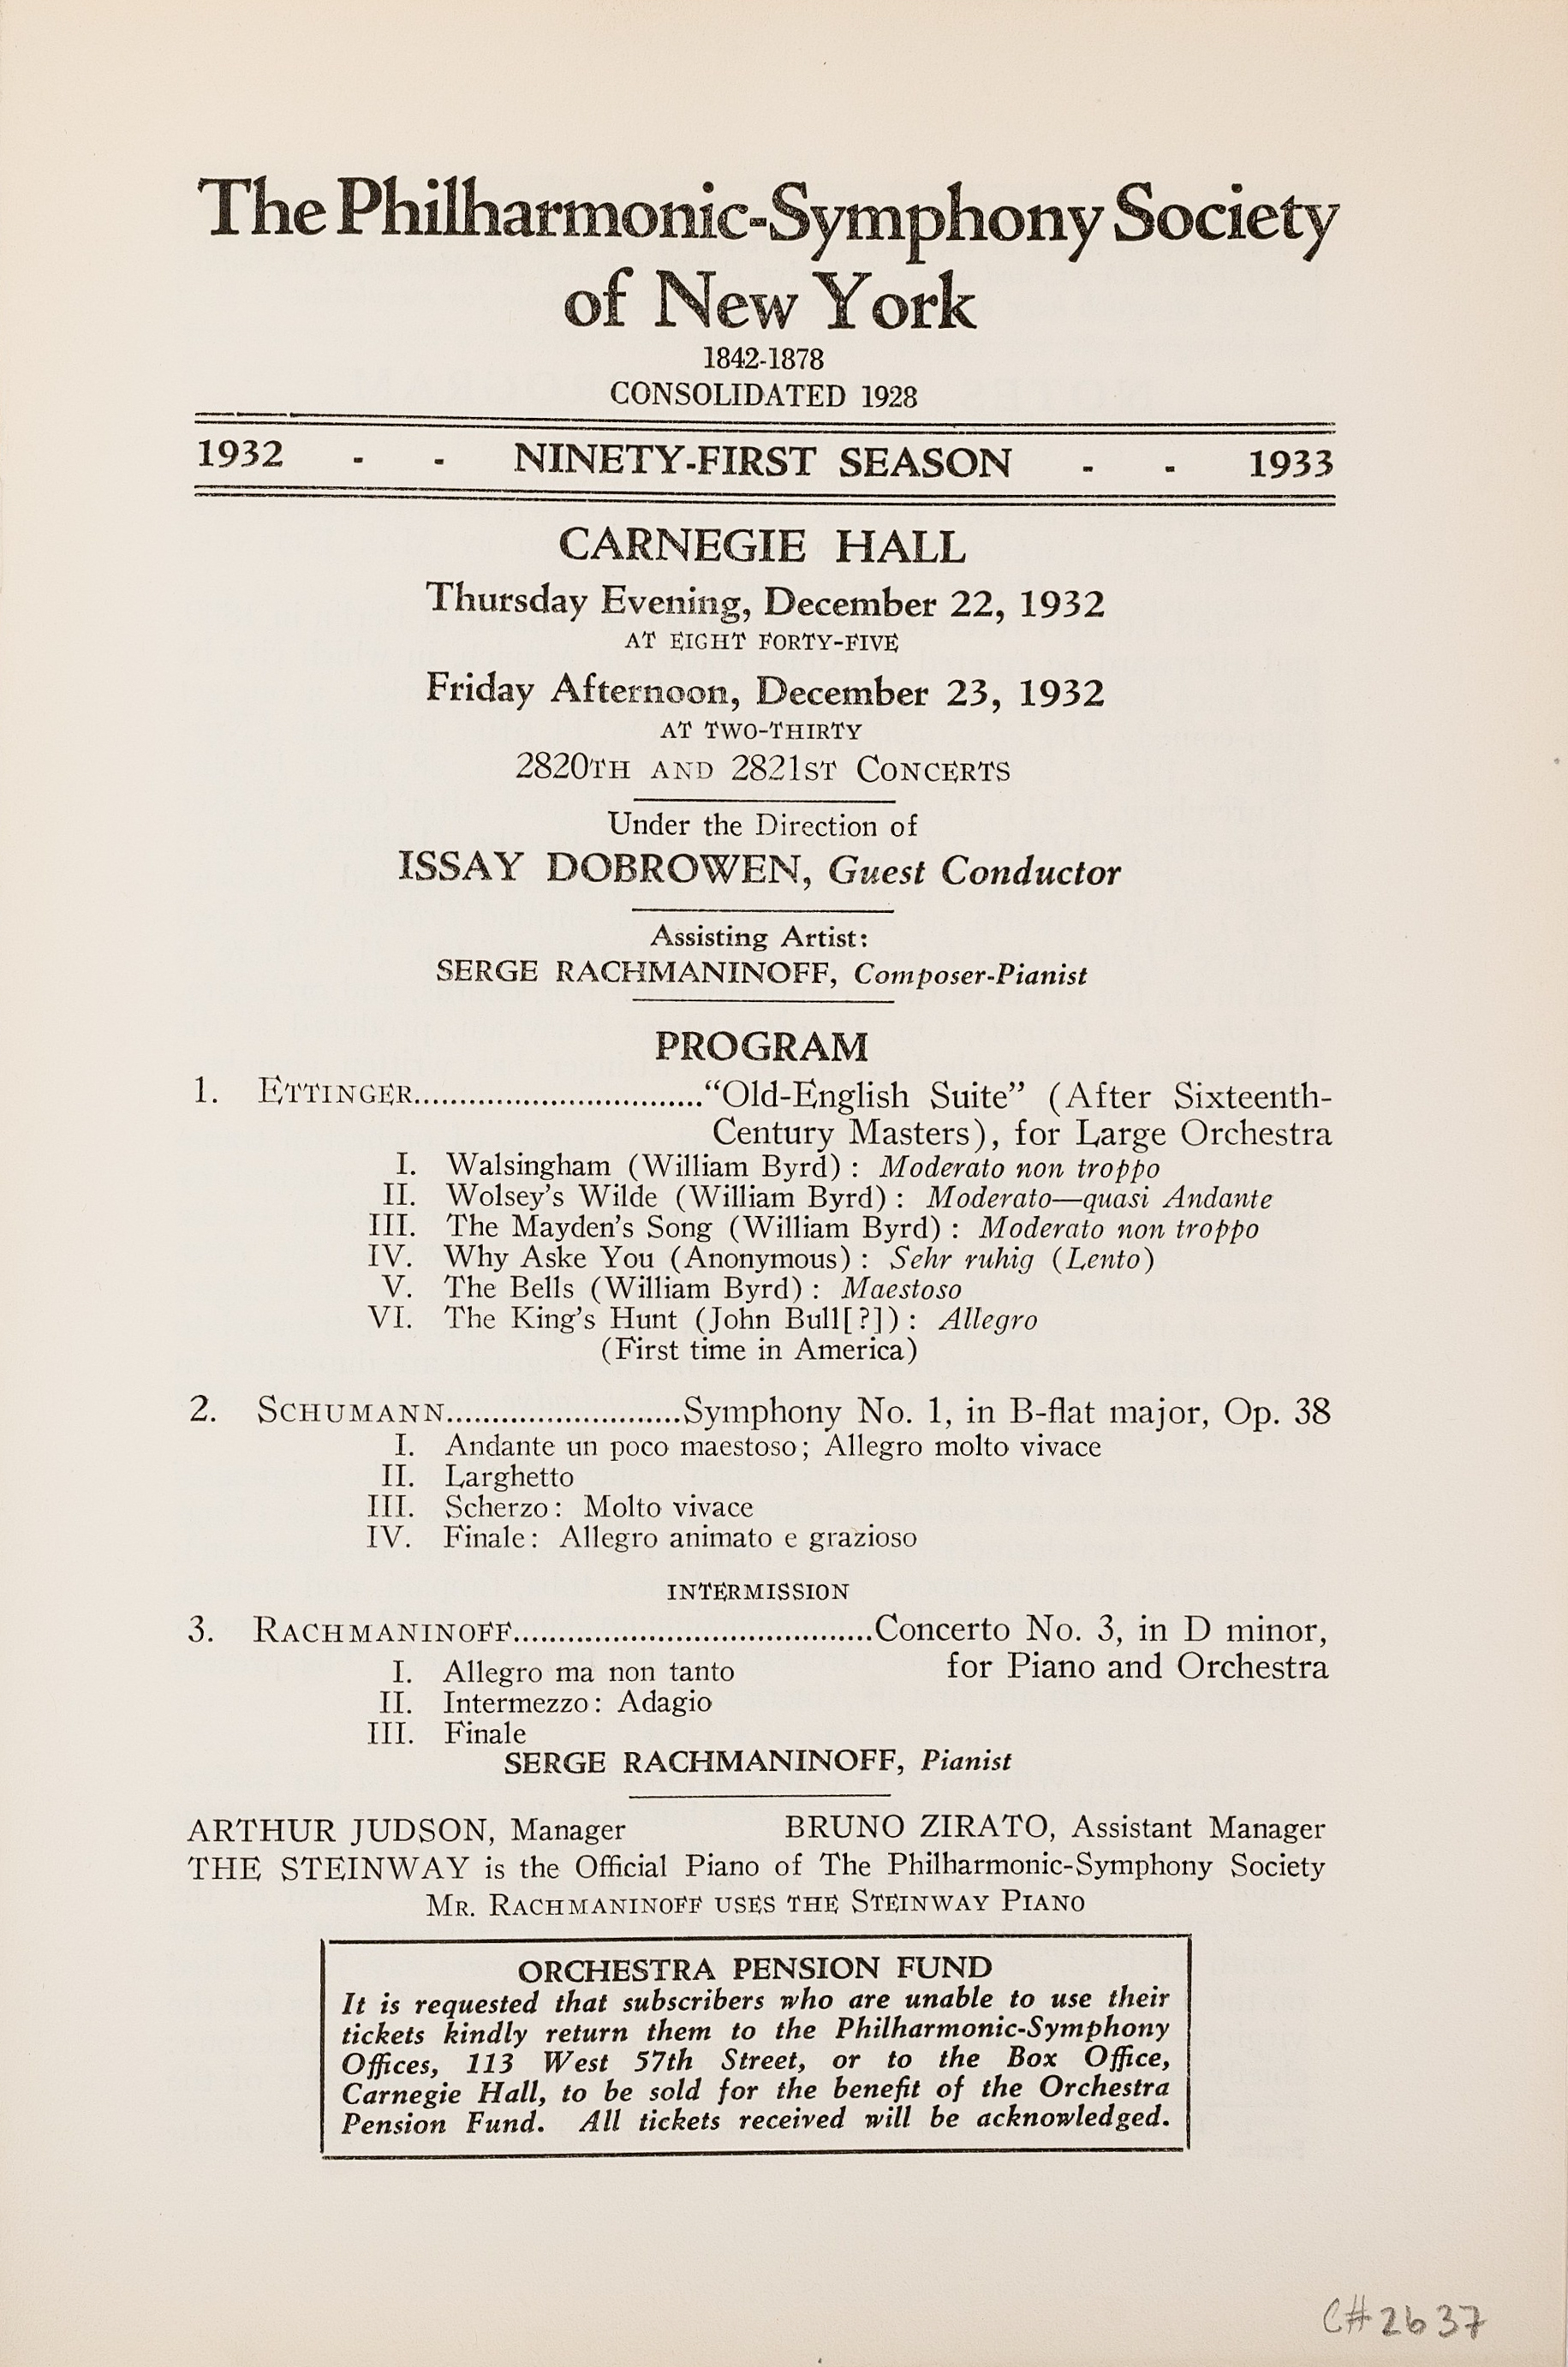 The Philharmonic-Symphony Society
of New York
1842-1878
CONSOLIDATED 1928
1932 - - NINETY-FIRST SEASON - - 1933
CARNEGIE HALL
Thursday Evening, December 22, 1932
AT EIGHT FORTY-FIVE
Friday Afternoon, December 23, 1932
AT TWO-THIRTY
2820TH AND 2821ST CONCERTS
Under the Direction of
ISSAY DOBROWEN, Guest Conductor
Assisting Artist:
SERGE RACHMANINOFF, Composer-Pianist
PROGRAM
1. ETTINGER................................"Old-English Suite" (After Sixteenth-
Century Masters), for Large Orchestra
I. Walsingham (William Byrd): Moderato non troppo
II. Wolsey's Wilde (William Byrd): Moderato—quasi Andante
III. The Mayden's Song (William Byrd): Moderato non troppo
IV. Why Aske You (Anonymous): Sehr ruhig (Lento)
V. The Bells (William Byrd): Maestoso
VI. The King's Hunt (John Bull[?]): Allegro
(First time in America)
2. SCHUMANN..........................Symphony No. 1, in B-flat major, Op. 38
I. Andante un poco maestoso; Allegro molto vivace
II. Larghetto
III. Scherzo: Molto vivace
IV. Finale: Allegro animato e grazioso
INTERMISSION
3. RACHMANINOFF........................................Concerto No. 3, in D minor,
for Piano and Orchestra
I. Allegro ma non tanto
II. Intermezzo: Adagio
III. Finale
SERGE RACHMANINOFF, Pianist
ARTHUR JUDSON, Manager BRUNO ZIRATO, Assistant Manager
THE STEINWAY is the Official Piano of The Philharmonic-Symphony Society
MR. RACHMANINOFF USES THE STEINWAY PIANO
ORCHESTRA PENSION FUND
It is requested that subscribers who are unable to use their
tickets kindly return them to the Philharmonic-Symphony
Offices, 113 West 57th Street, or to the Box Office,
Carnegie Hall, to be sold for the benefit of the Orchestra
Pension Fund. All tickets received will be acknowledged.
C#2637